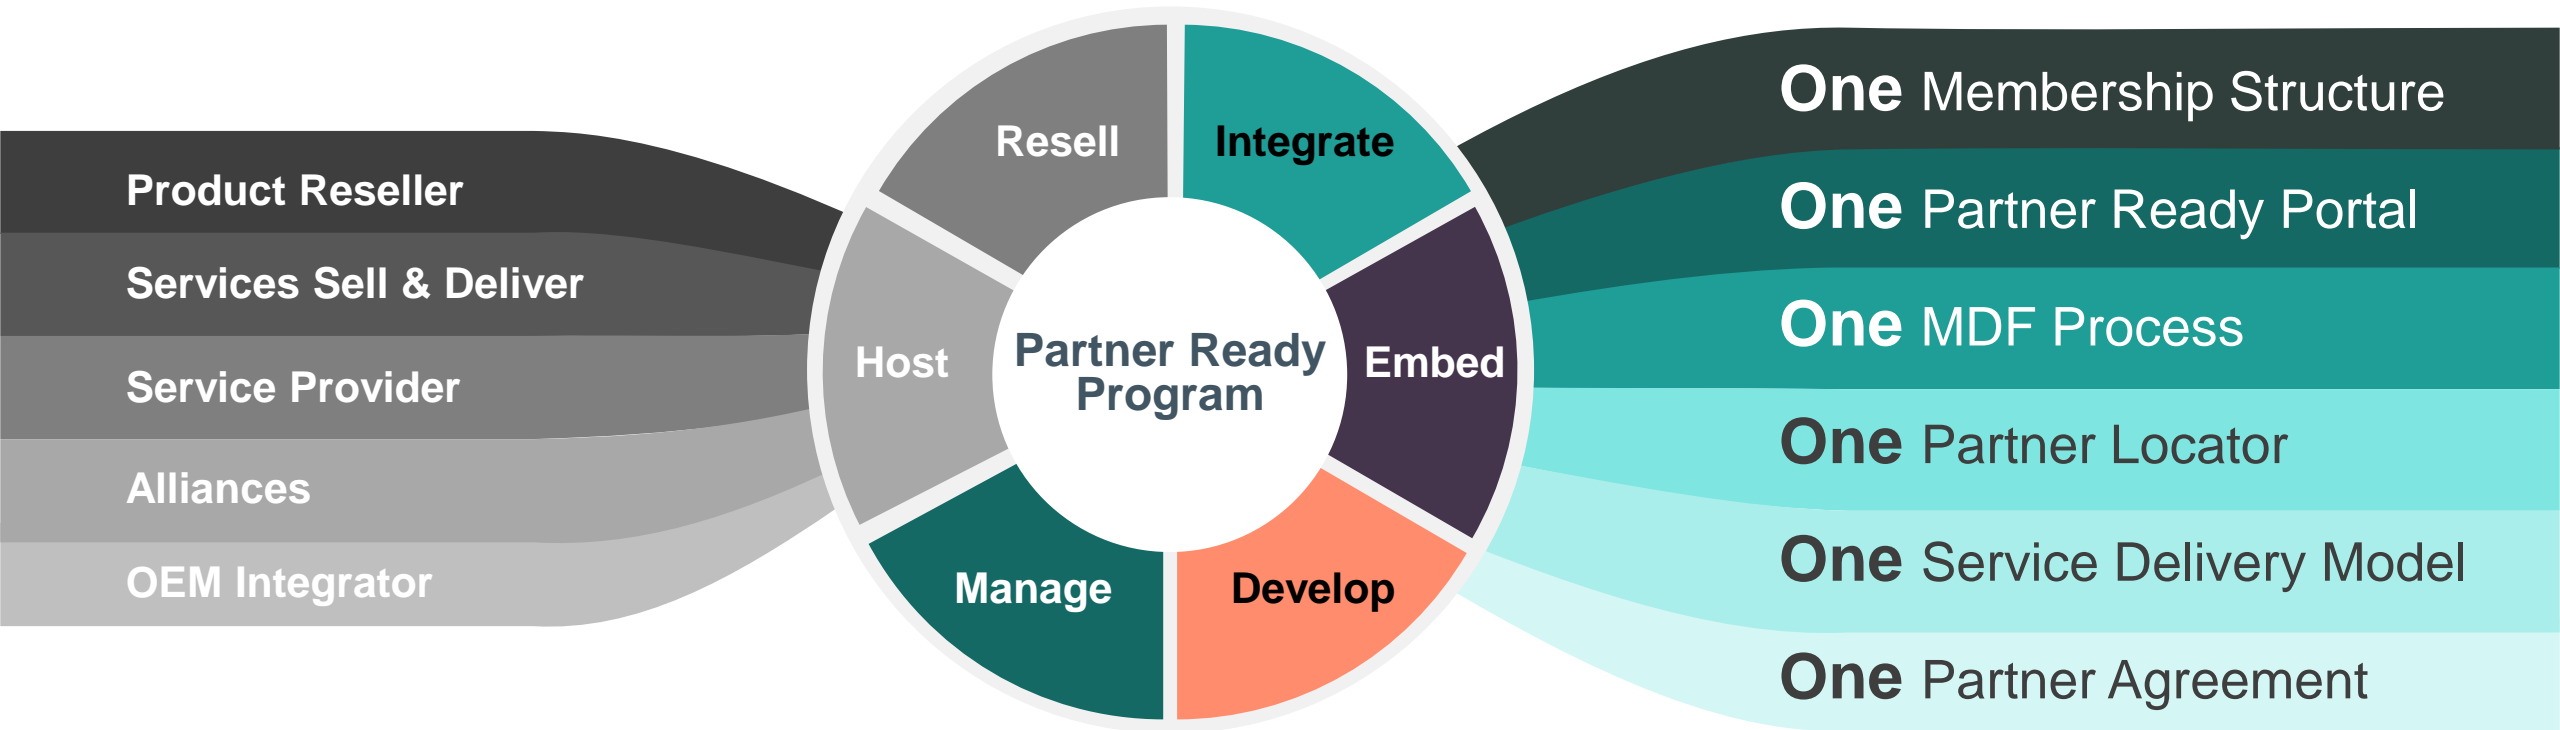 Product Reseller
Services Sell & Deliver
Service Provider
Alliances
OEM Integrator
Resell
Integrate
Host
Partner Ready
Program
Embed
Manage
Develop
One Membership Structure
One Partner Ready Portal
One MDF Process
One Partner Locator
One Service Delivery Model
One Partner Agreement